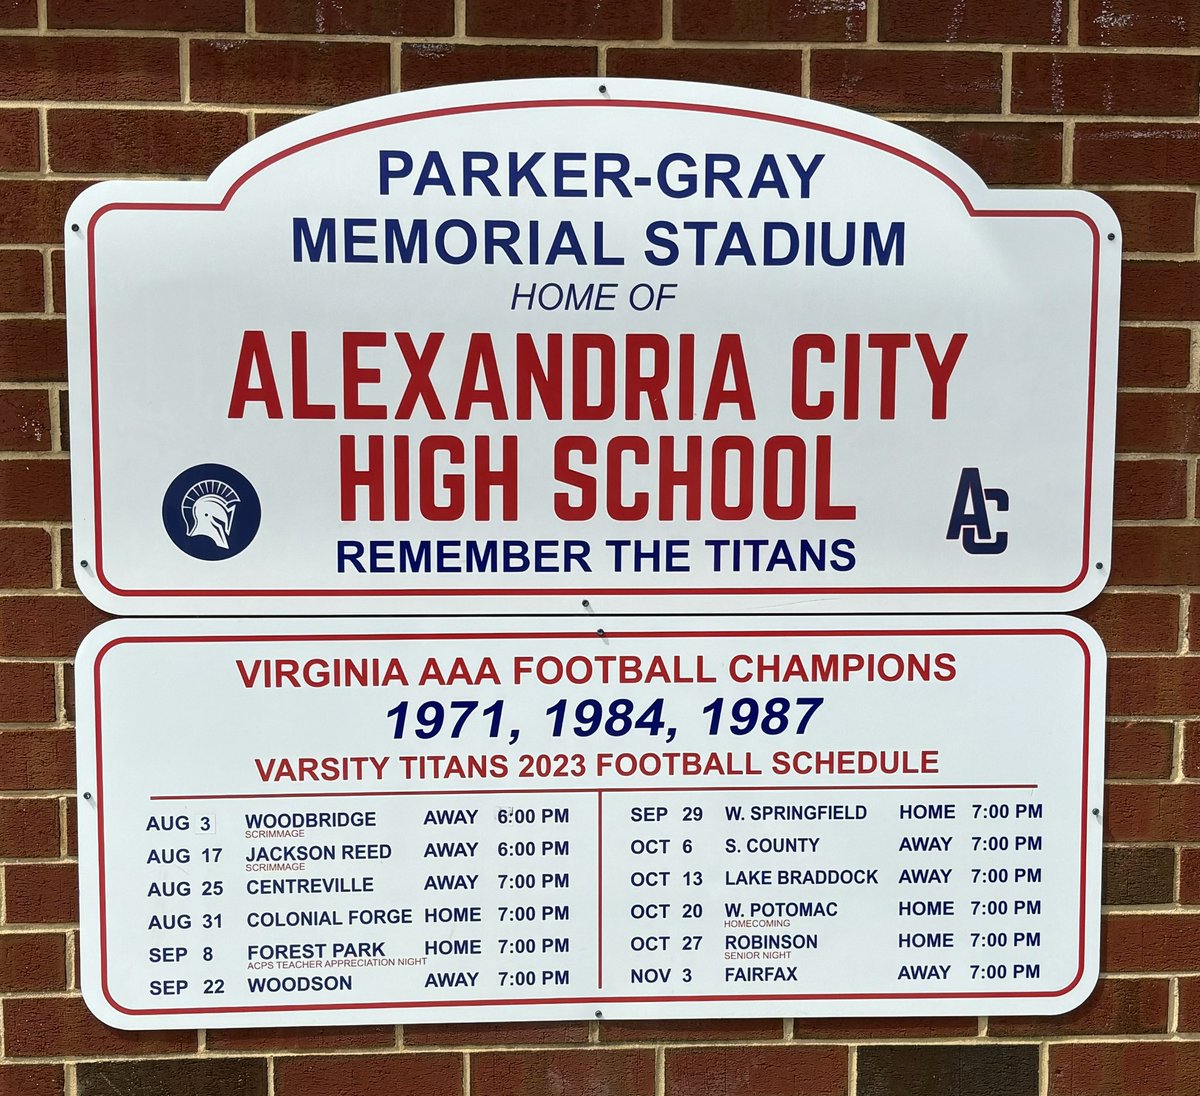 PARKER-GRAY
MEMORIAL STADIUM
HOME OF
ALEXANDRIA CITY
HIGH SCHOOL
REMEMBER THE TITANS
AC
VIRGINIA AAA FOOTBALL CHAMPIONS
1971, 1984, 1987
VARSITY TITANS 2023 FOOTBALL SCHEDULE
AUG 3 WOODBRIDGE AWAY 6:00 PM
SCRIMMAGE
AUG 17 JACKSON REED AWAY 6:00 PM
SCRIMMAGE
AUG 25 CENTREVILLE AWAY 7:00 PM
AUG 31 COLONIAL FORGE HOME 7:00 PM
SEP 8 FOREST PARK HOME 7:00 PM
ACPS TEACHER APPRECIATION NIGHT
SEP 22 WOODSON AWAY 7:00 PM
SEP 29 W. SPRINGFIELD HOME 7:00 PM
OCT 6 S. COUNTY AWAY 7:00 PM
OCT 13 LAKE BRADDOCK AWAY 7:00 PM
OCT 20 W. POTOMAC HOME 7:00 PM
HOMECOMING
OCT 27 ROBINSON HOME 7:00 PM
SENIOR NIGHT
NOV 3 FAIRFAX AWAY 7:00 PM